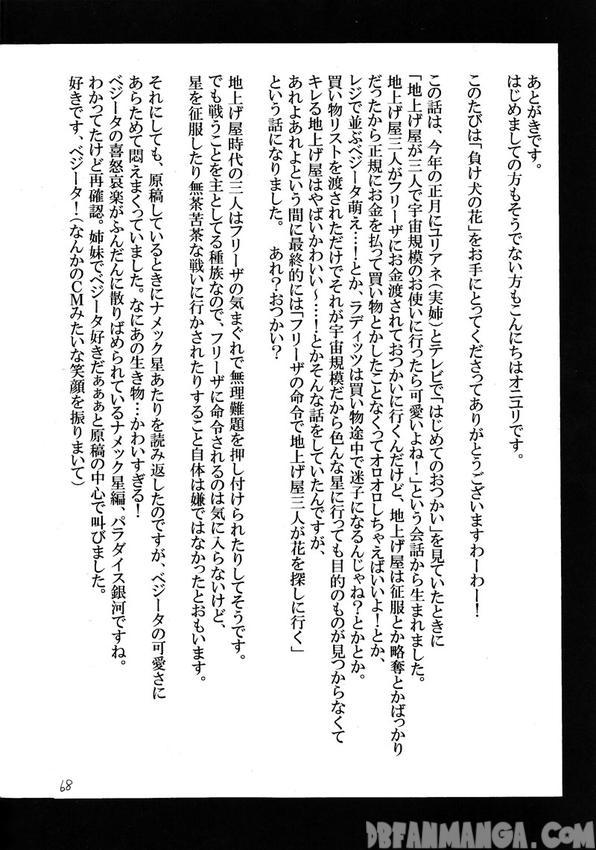 あとがきです。
はじめましての方もそうでない方もこんにちはオニユリです。
このたびは「負け犬の花」をお手にとってくださってありがとうございますわーわー！
この話は、今年の正月にユリアネ（実姉）とテレビで「はじめてのおつかい」を見ていたときに
「地上げ屋が三人で宇宙規模のお使いに行ったら可愛いよね！」という会話から生まれました。
地上げ屋三人がフリーザにお金渡されておつかいに行くんだけど、地上げ屋は征服とか略奪とかばっかり
だったから正規にお金を払って買い物とかしたことなくってオロオロしちゃえばいいよ！とか、
レジで並ぶベジータ萌え…！とか、ラディッツは買い物途中で迷子になるんじゃね？とかとか。
買い物リストを渡されただけでそれが宇宙規模だから色んな星に行っても目的のものが見つからなくて
キレる地上げ屋はやばいかわいい～…！とかそんな話をしていたんですが、
あれよあれよという間に最終的には「フリーザの命令で地上げ屋三人が花を探しに行く」
という話になりました。　あれ？おつかい？
地上げ屋時代の三人はフリーザの気まぐれで無理難題を押し付けられたりしてそうです。
でも戦うことを主としてる種族なので、フリーザに命令されるのは気に入らないけど、
星を征服したり無茶苦茶な戦いに行かされたりすること自体は嫌ではなかったとおもいます。
それにしても、原稿しているときにナメック星あたりを読み返したのですが、ベジータの可愛さに
あらためて悶えまくっていました。なにあの生き物…かわいすぎる！
ベジータの喜怒哀楽がふんだんに散りばめられているナメック星編、パラダイス銀河ですね。
わかってたけど再確認。姉妹でベジータ好きだぁぁぁと原稿の中心で叫びました。
好きです、ベジータ！（なんかのＣＭみたいな笑顔を振りまいて）
68
DBFANMANGA.COM